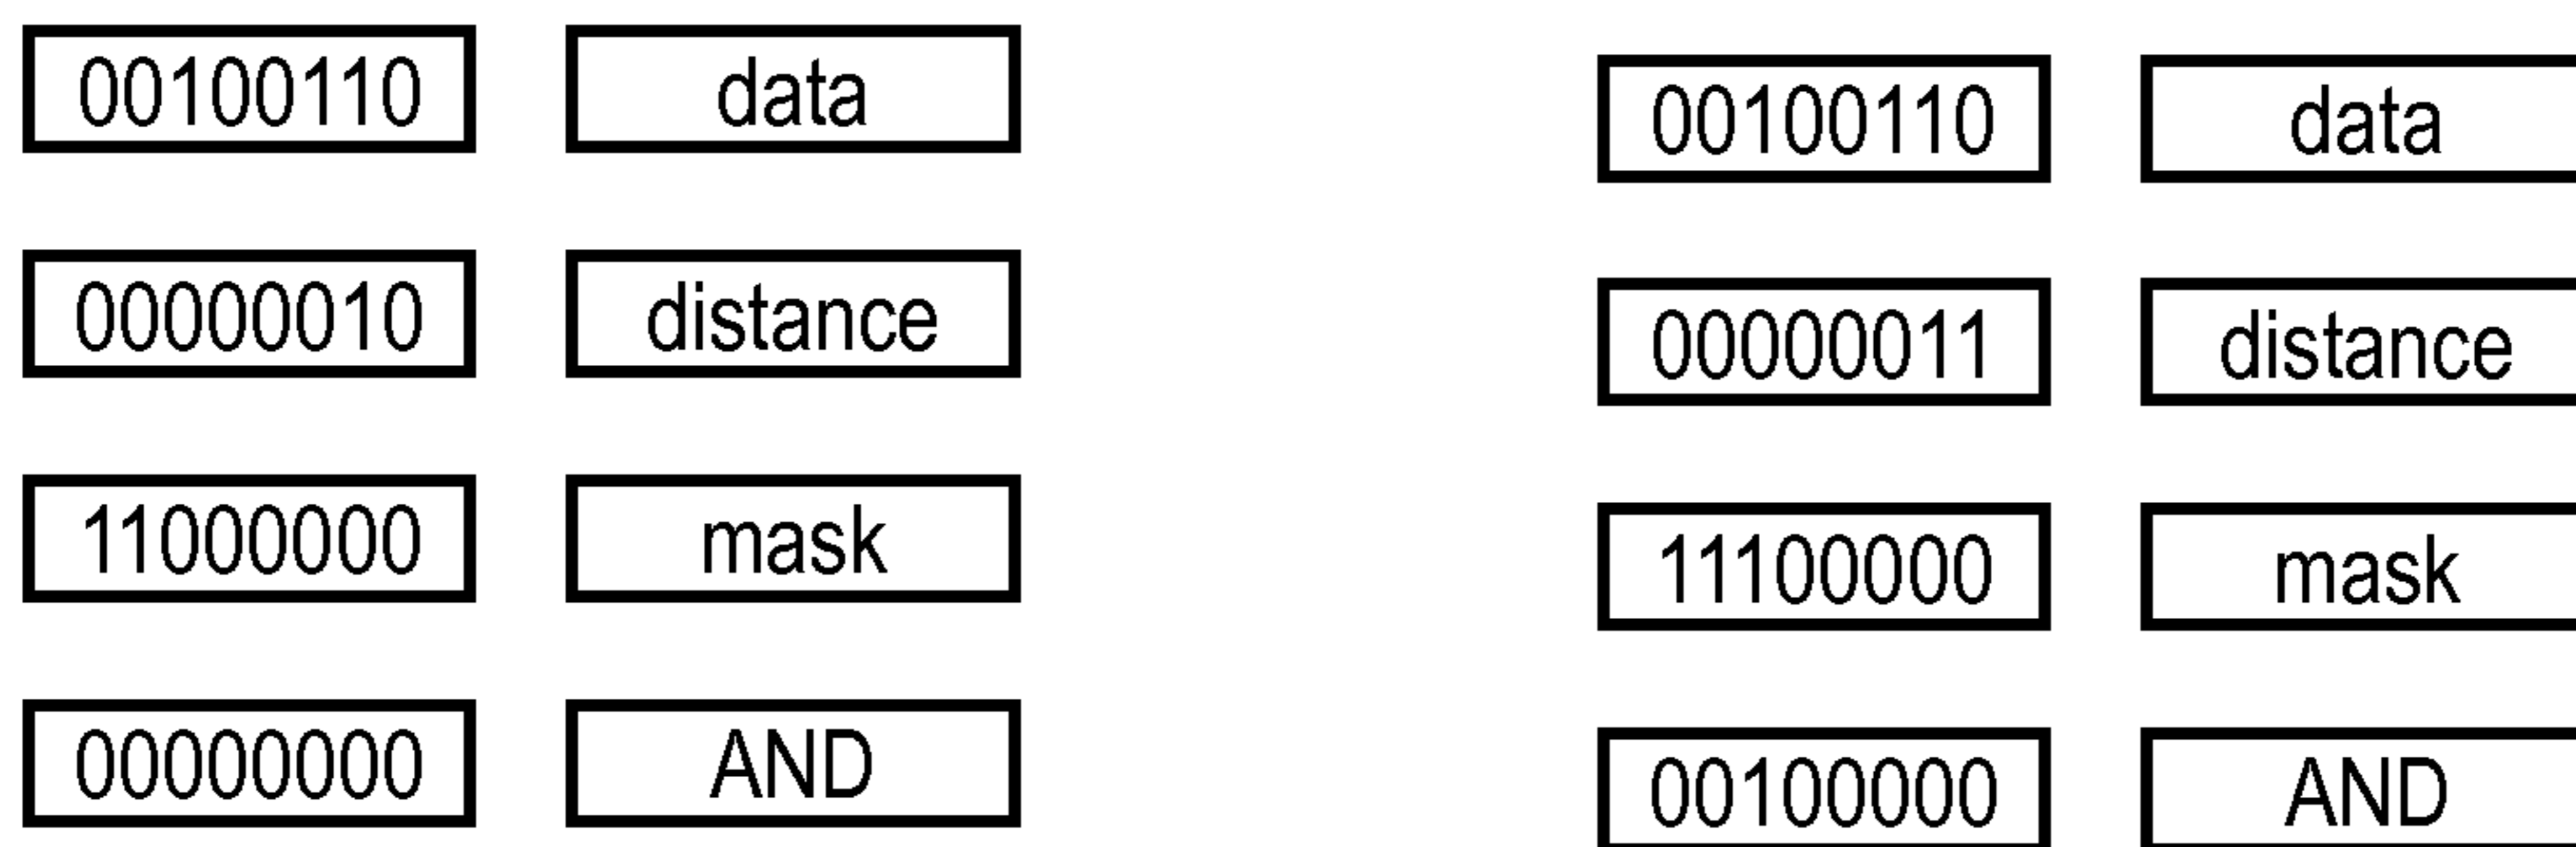 00100110 data
00000010 distance
11000000 mask
00000000 AND
00100110 data
00000011 distance
11100000 mask
00100000 AND